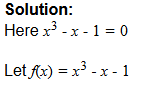 Solution:
Here x³ - x - 1 = 0
Let f(x) = x³ - x - 1